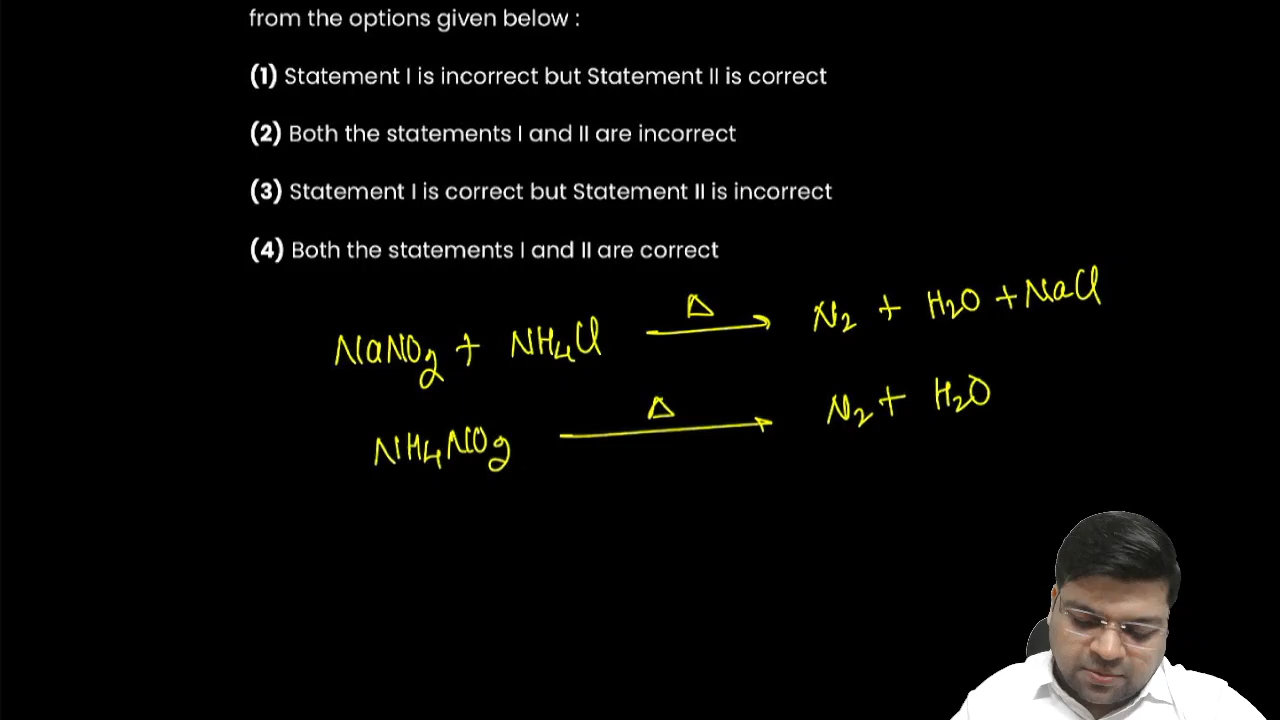 from the options given below :
(1) Statement I is incorrect but Statement II is correct
(2) Both the statements I and II are incorrect
(3) Statement I is correct but Statement II is incorrect
(4) Both the statements I and II are correct
NaNO₂ + NH₄Cl →Δ N₂ + H₂O + NaCl
NH₄NO₂ →Δ N₂ + H₂O